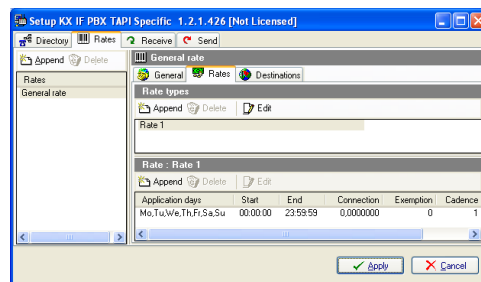 Setup KX IF PBX TAPI Specific 1.2.1.426 [Not Licensed]
Directory Rates Receive Send
Append Delete
Rates
General rate
General rate
General Rates Destinations
Rate types
Append Delete Edit
Rate 1
Rate : Rate 1
Append Delete Edit
Application days Start End Connection Exemption Cadence
Mo,Tu,We,Th,Fr,Sa,Su 00:00:00 23:59:59 0,0000000 0 1
Apply Cancel